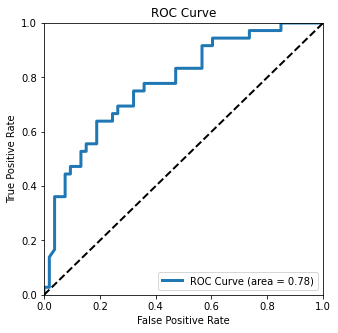 ROC Curve
1.0
0.8
0.6
0.4
0.2
0.0
True Positive Rate
ROC Curve (area = 0.78)
0.0 0.2 0.4 0.6 0.8 1.0
False Positive Rate